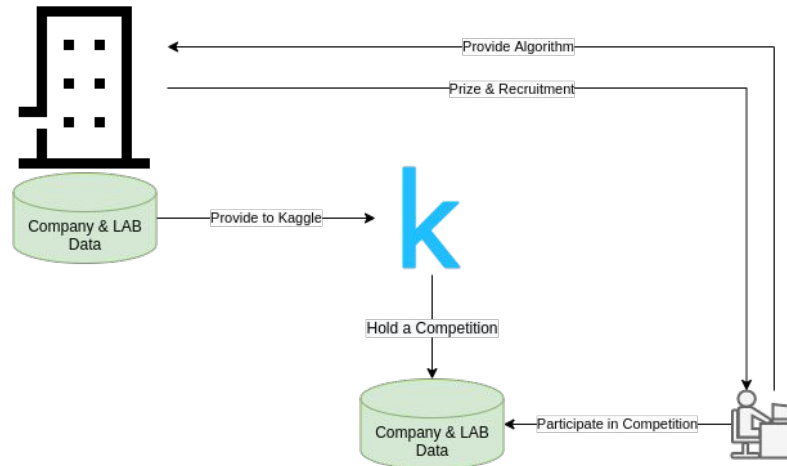 Provide Algorithm
Prize & Recruitment
Company & LAB
Data
Provide to Kaggle
k
Hold a Competition
Company & LAB
Data
Participate in Competition